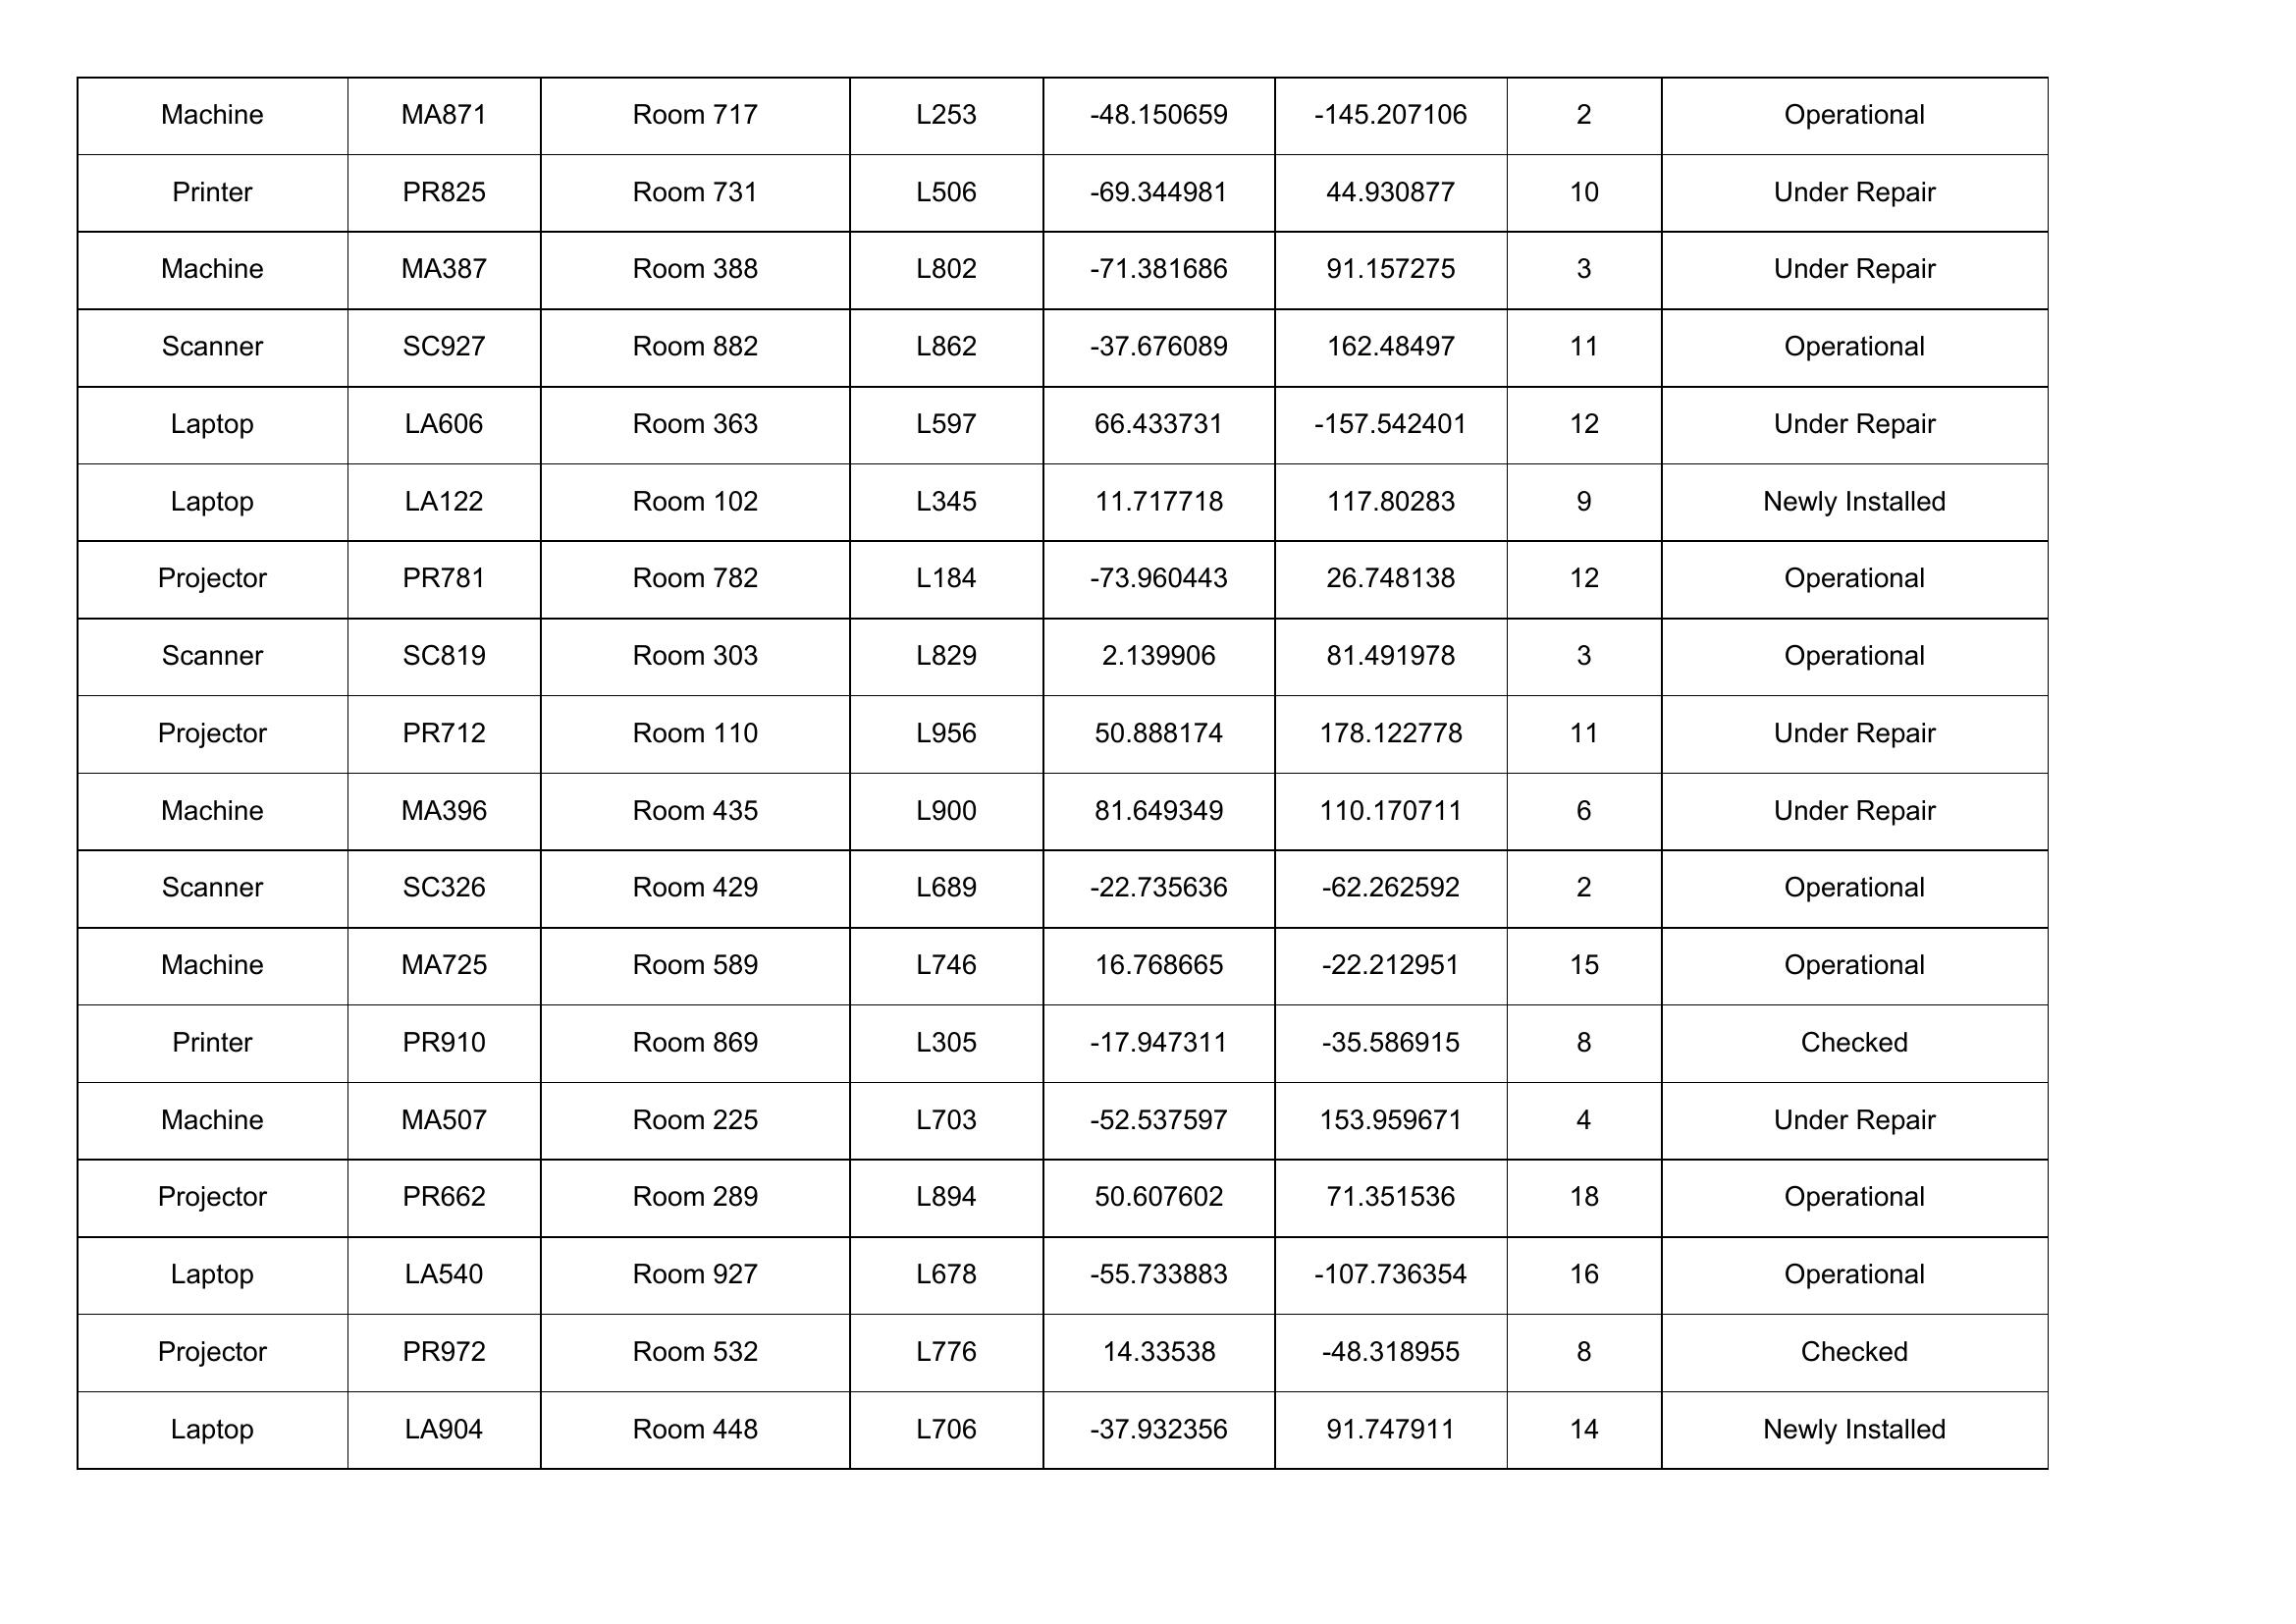 Machine MA871 Room 717 L253 -48.150659 -145.207106 2 Operational
Printer PR825 Room 731 L506 -69.344981 44.930877 10 Under Repair
Machine MA387 Room 388 L802 -71.381686 91.157275 3 Under Repair
Scanner SC927 Room 882 L862 -37.676089 162.48497 11 Operational
Laptop LA606 Room 363 L597 66.433731 -157.542401 12 Under Repair
Laptop LA122 Room 102 L345 11.717718 117.80283 9 Newly Installed
Projector PR781 Room 782 L184 -73.960443 26.748138 12 Operational
Scanner SC819 Room 303 L829 2.139906 81.491978 3 Operational
Projector PR712 Room 110 L956 50.888174 178.122778 11 Under Repair
Machine MA396 Room 435 L900 81.649349 110.170711 6 Under Repair
Scanner SC326 Room 429 L689 -22.735636 -62.262592 2 Operational
Machine MA725 Room 589 L746 16.768665 -22.212951 15 Operational
Printer PR910 Room 869 L305 -17.947311 -35.586915 8 Checked
Machine MA507 Room 225 L703 -52.537597 153.959671 4 Under Repair
Projector PR662 Room 289 L894 50.607602 71.351536 18 Operational
Laptop LA540 Room 927 L678 -55.733883 -107.736354 16 Operational
Projector PR972 Room 532 L776 14.33538 -48.318955 8 Checked
Laptop LA904 Room 448 L706 -37.932356 91.747911 14 Newly Installed